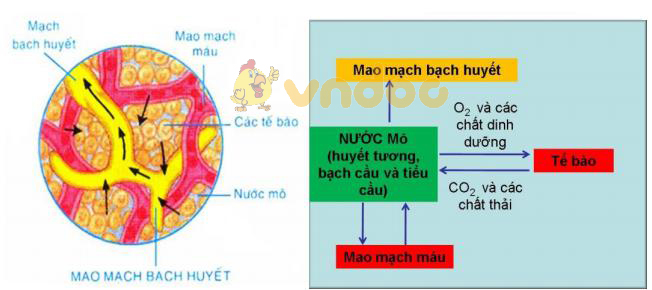 Mạch
bạch huyết
Mao mạch
máu
Các tế bào
Nước mô
MAO MẠCH BẠCH HUYẾT
vndoc
Mao mạch bạch huyết
O2 và các
chất dinh
dưỡng
NƯỚC Mô
(huyết tương,
bạch cầu và tiểu
cầu)
Tế bào
CO2 và các
chất thải
Mao mạch máu